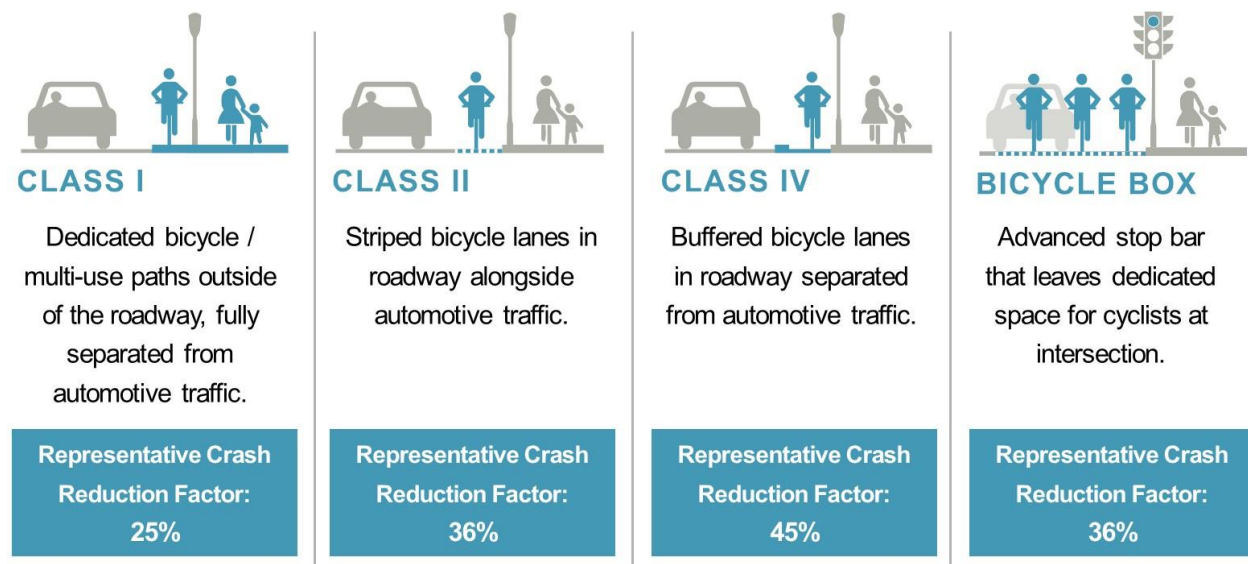 CLASS I
Dedicated bicycle /
multi-use paths outside
of the roadway, fully
separated from
automotive traffic.
Representative Crash
Reduction Factor:
25%
CLASS II
Striped bicycle lanes in
roadway alongside
automotive traffic.
Representative Crash
Reduction Factor:
36%
CLASS IV
Buffered bicycle lanes
in roadway separated
from automotive traffic.
Representative Crash
Reduction Factor:
45%
BICYCLE BOX
Advanced stop bar
that leaves dedicated
space for cyclists at
intersection.
Representative Crash
Reduction Factor:
36%